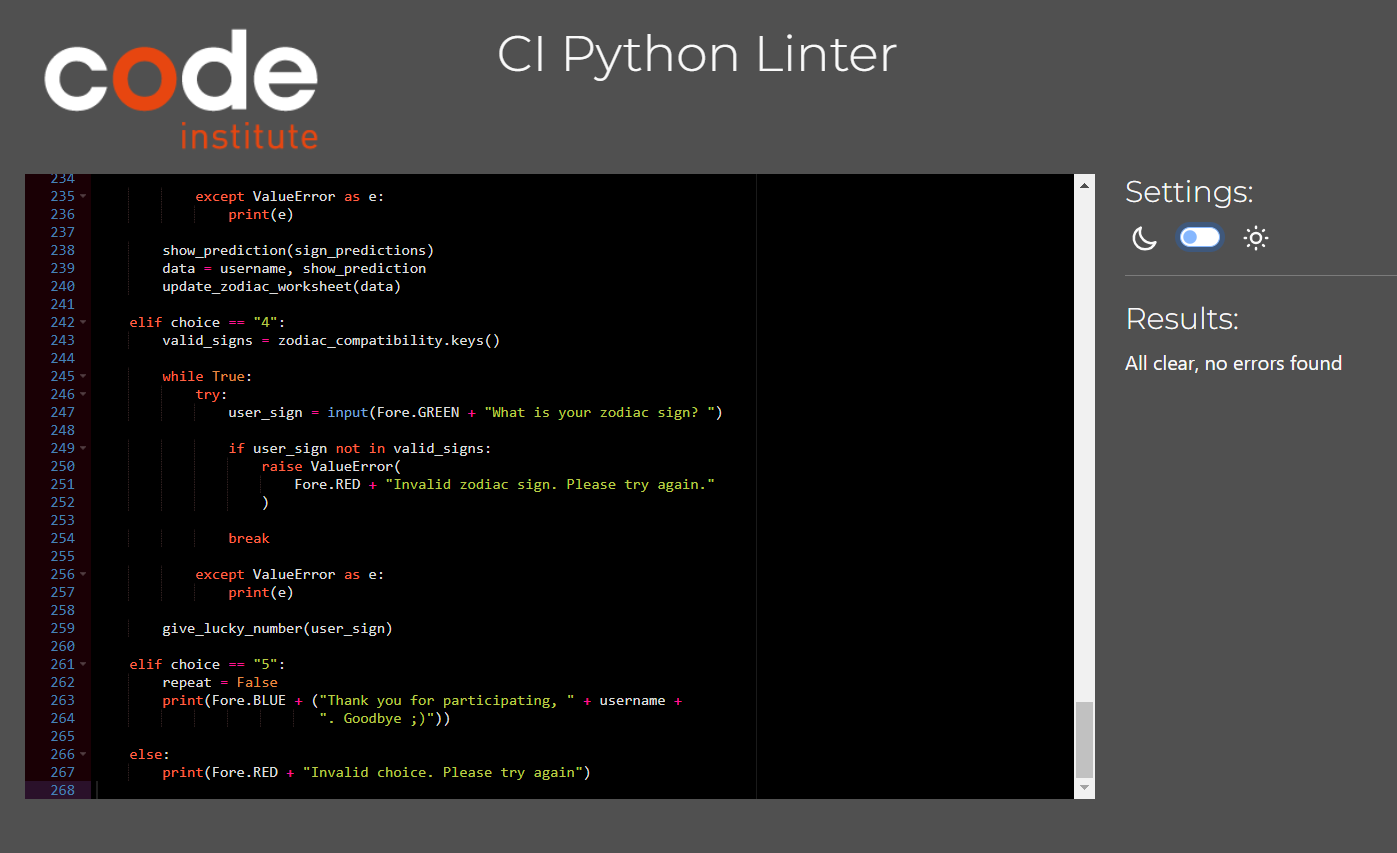 code
institute
CI Python Linter
234
235 except ValueError as e:
236 print(e)
237
238 show_prediction(sign_predictions)
239 data = username, show_prediction
240 update_zodiac_worksheet(data)
241
242 elif choice == "4":
243 valid_signs = zodiac_compatibility.keys()
244
245 while True:
246 try:
247 user_sign = input(Fore.GREEN + "What is your zodiac sign? ")
248
249 if user_sign not in valid_signs:
250 raise ValueError(
251 Fore.RED + "Invalid zodiac sign. Please try again."
252 )
253
254 break
255
256 except ValueError as e:
257 print(e)
258
259 give_lucky_number(user_sign)
260
261 elif choice == "5":
262 repeat = False
263 print(Fore.BLUE + ("Thank you for participating, " + username +
264 ". Goodbye ;)"))
265
266 else:
267 print(Fore.RED + "Invalid choice. Please try again")
268
Settings:
Results:
All clear, no errors found